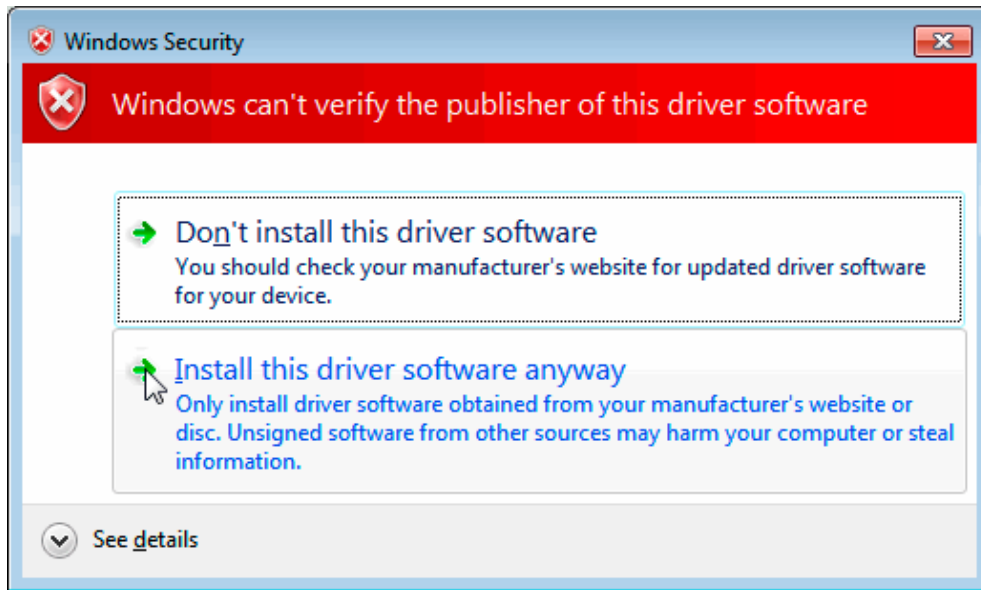 Windows Security
Windows can't verify the publisher of this driver software
Don't install this driver software
You should check your manufacturer's website for updated driver software
for your device.
Install this driver software anyway
Only install driver software obtained from your manufacturer's website or
disc. Unsigned software from other sources may harm your computer or steal
information.
See details